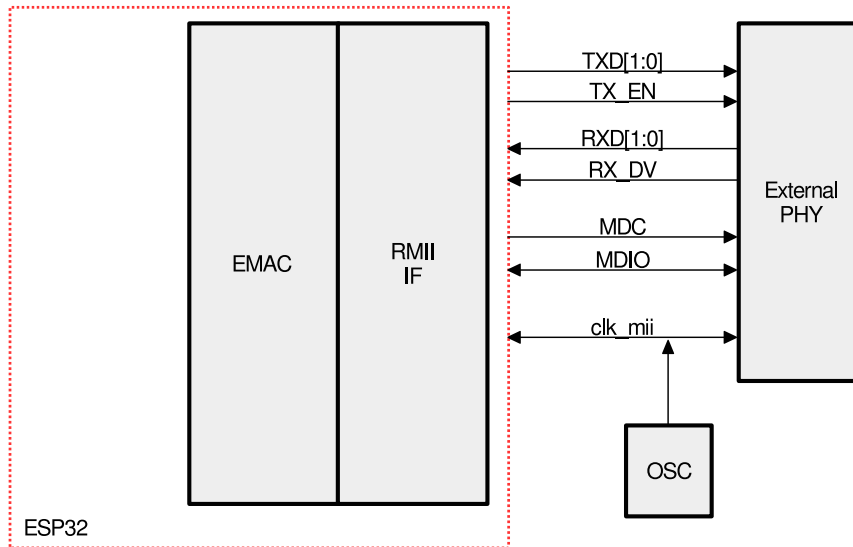 TXD[1:0]
TX_EN
RXD[1:0]
RX_DV
External
PHY
MDC
EMAC
RMII
IF
MDIO
clk_mii
OSC
ESP32